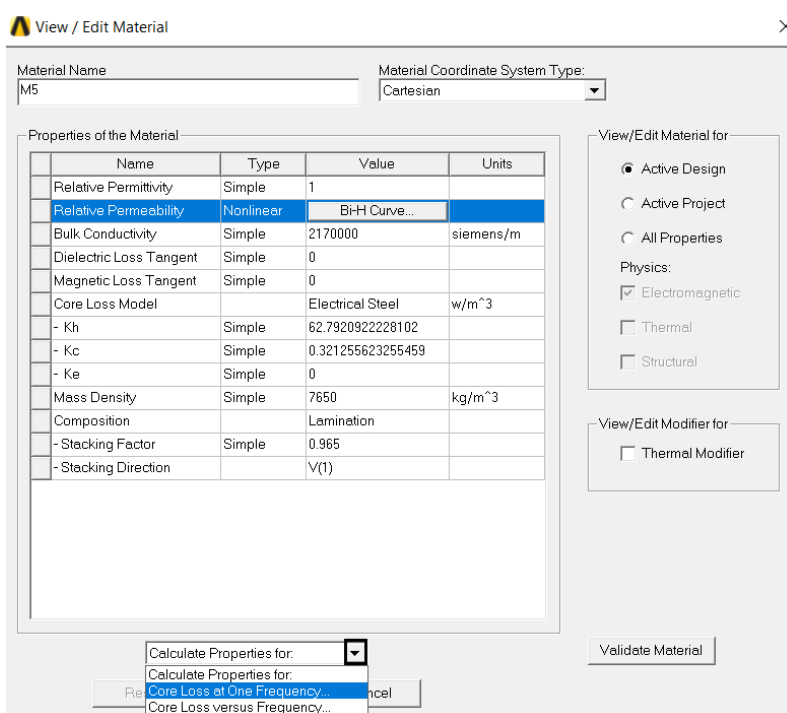 View / Edit Material
Material Name
Material Coordinate System Type:
M5
Cartesian
Properties of the Material
Name Type Value Units
Relative Permittivity Simple 1
Relative Permeability Nonlinear Bi-H Curve...
Bulk Conductivity Simple 2170000 siemens/m
Dielectric Loss Tangent Simple 0
Magnetic Loss Tangent Simple 0
Core Loss Model Electrical Steel w/m^3
- Kh Simple 62.7920922228102
- Kc Simple 0.321255623255459
- Ke Simple 0
Mass Density Simple 7650 kg/m^3
Composition Lamination
- Stacking Factor Simple 0.965
- Stacking Direction V(1)
View/Edit Material for
Active Design
Active Project
All Properties
Physics:
Electromagnetic
Thermal
Structural
View/Edit Modifier for
Thermal Modifier
Calculate Properties for:
Validate Material
Calculate Properties for:
Core Loss at One Frequency...
Core Loss versus Frequency...